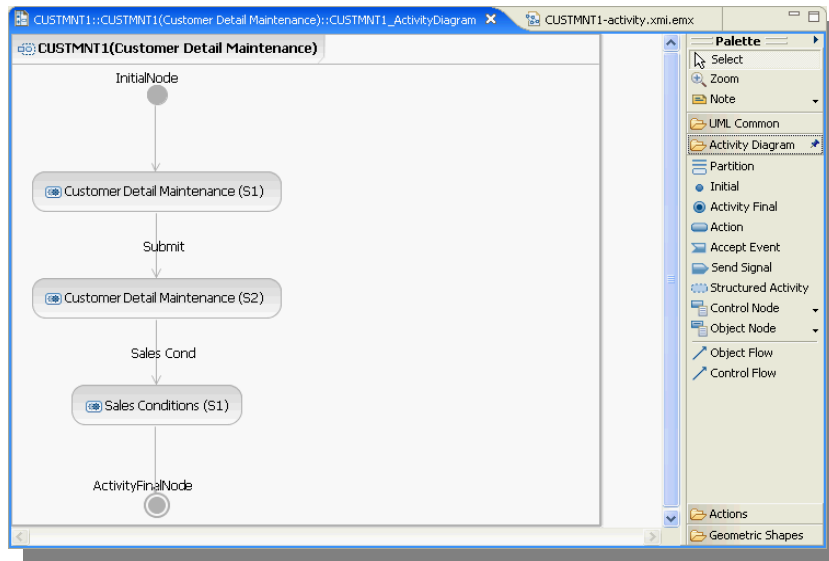 CUSTMNT1::CUSTMNT1(Customer Detail Maintenance)::CUSTMNT1_ActivityDiagram
CUSTMNT1-activity.xmi.emx
CUSTMNT1(Customer Detail Maintenance)
InitialNode
Customer Detail Maintenance (S1)
Submit
Customer Detail Maintenance (S2)
Sales Cond
Sales Conditions (S1)
ActivityFinalNode
Palette
Select
Zoom
Note
UML Common
Activity Diagram
Partition
Initial
Activity Final
Action
Accept Event
Send Signal
Structured Activity
Control Node
Object Node
Object Flow
Control Flow
Actions
Geometric Shapes